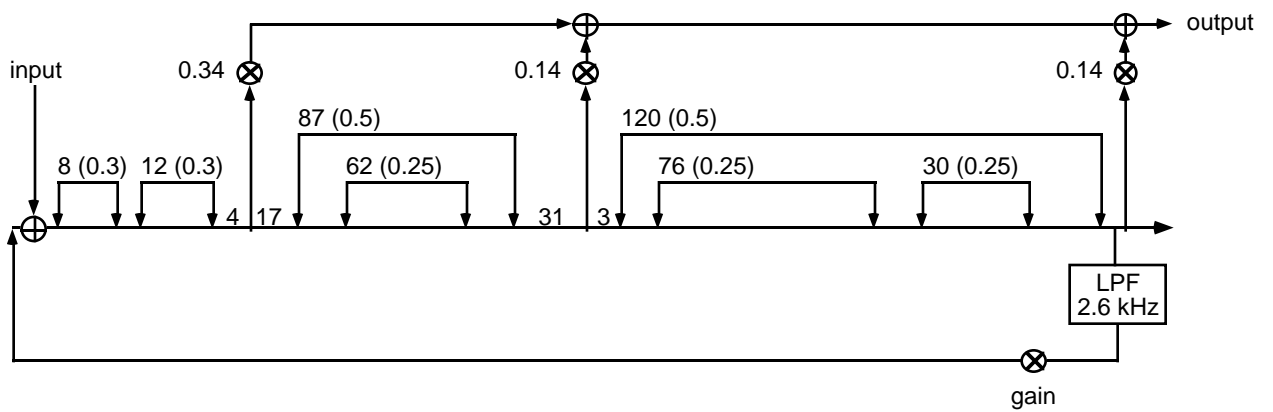 output
input
0.34
0.14
0.14
87 (0.5)
120 (0.5)
8 (0.3)
12 (0.3)
62 (0.25)
76 (0.25)
30 (0.25)
4
17
31
3
LPF
2.6 kHz
gain